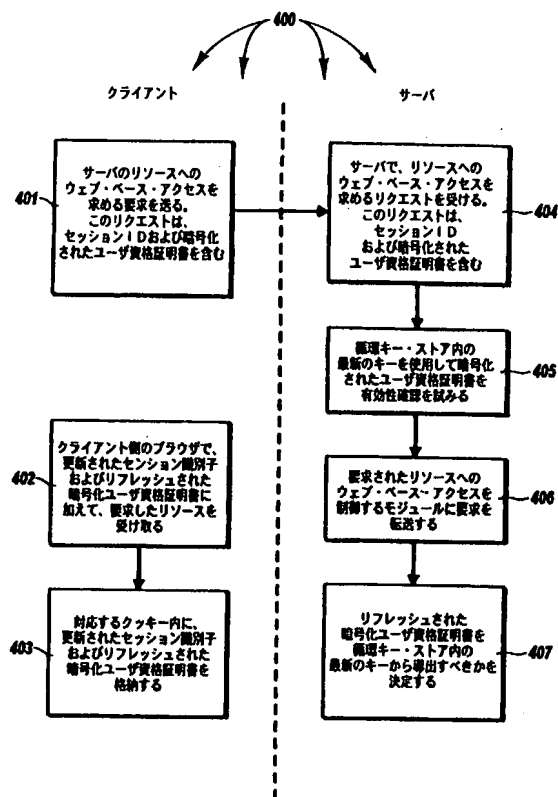 400
クライアント
サーバ
401
サーバのリソースへの
ウェブ・ベース・アクセスを
求める要求を送る。
このリクエストは、
セッションIDおよび暗号化
されたユーザ資格証明書を含む
サーバで、リソースへの
ウェブ・ベース・アクセスを
求めるリクエストを受ける。
このリクエストは、
セッションID
および暗号化された
ユーザ資格証明書を含む
404
循環キー・ストア内の
最新のキーを使用して暗号化
されたユーザ資格証明書を
有効性確認を試みる
405
402
クライアント側のブラウザで、
更新されたセンション識別子
およびリフレッシュされた
暗号化ユーザ資格証明書に
加えて、要求したリソースを
受け取る
要求されたリソースへの
ウェブ・ベース・アクセスを
制御するモジュールに要求を
転送する
406
403
対応するクッキー内に、
更新されたセッション識別子
およびリフレッシュされた
暗号化ユーザ資格証明書を
格納する
リフレッシュされた
暗号化ユーザ資格証明書を
循環キー・ストア内の
最新のキーから導出すべきかを
決定する
407